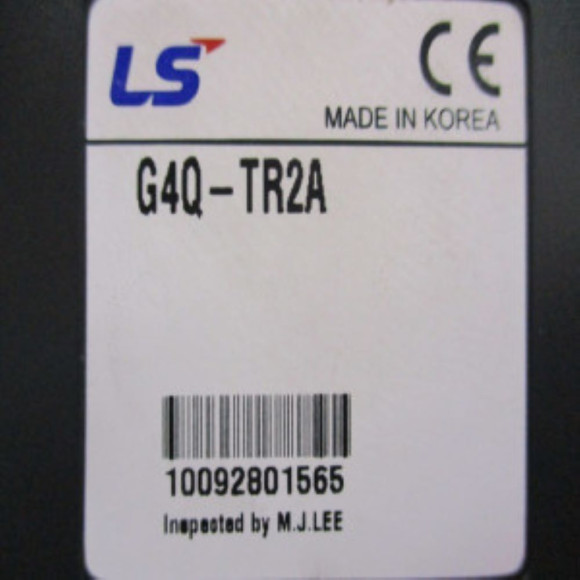 LS
CE
MADE IN KOREA
G4Q-TR2A
10092801565
Inspected by M.J.LEE